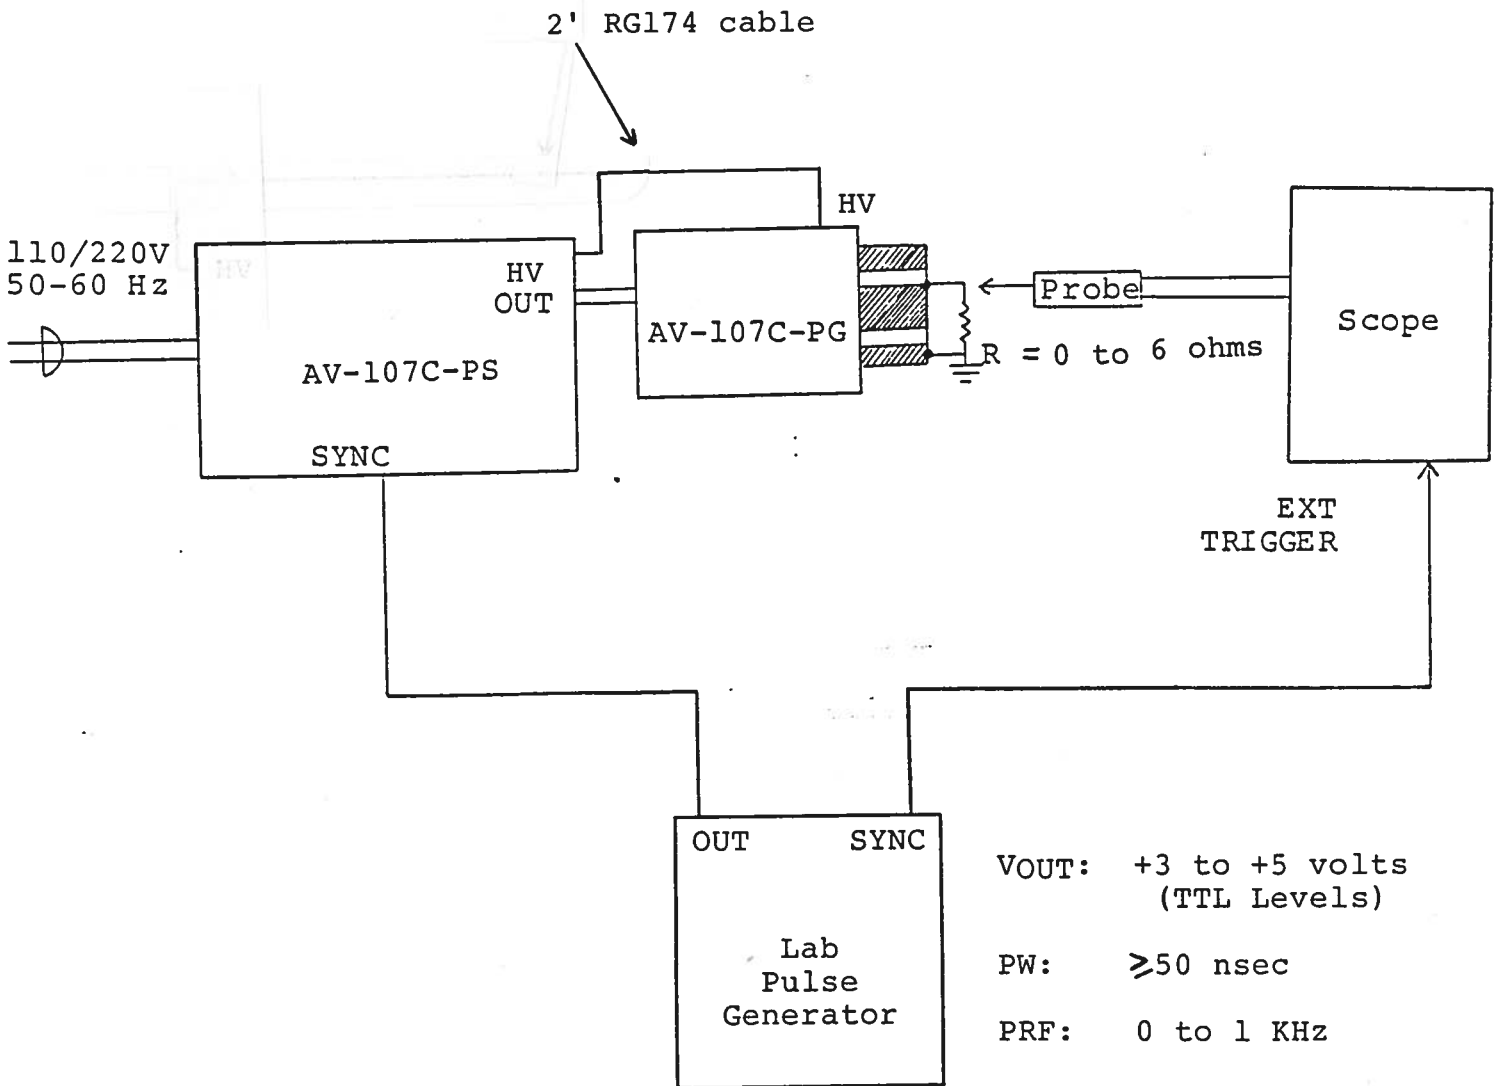 2' RG174 cable
HV
110/220V
50-60 Hz
HV
OUT
AV-107C-PS
SYNC
AV-107C-PG
Probe
R = 0 to 6 ohms
Scope
EXT
TRIGGER
OUT
SYNC
Lab
Pulse
Generator
VOUT: +3 to +5 volts
(TTL Levels)
PW: ≥50 nsec
PRF: 0 to 1 KHz